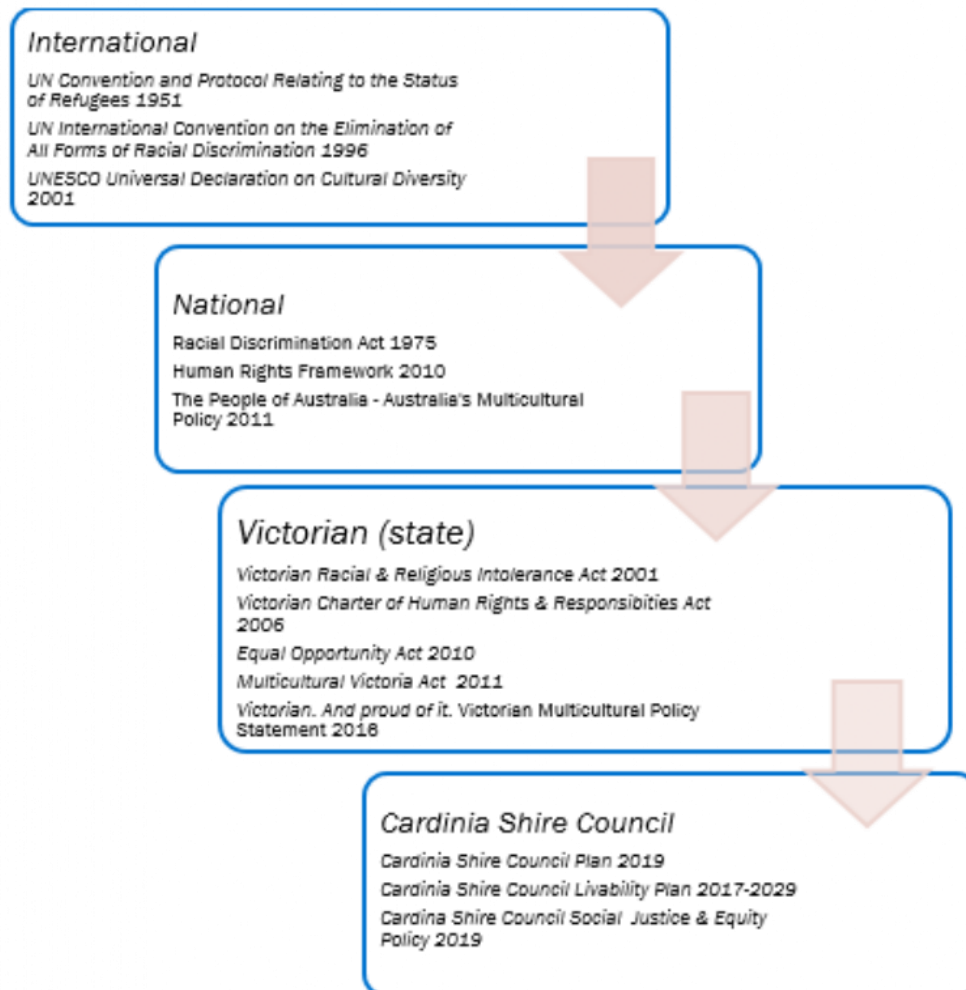 International
UN Convention and Protocol Relating to the Status
of Refugees 1951
UN International Convention on the Elimination of
All Forms of Racial Discrimination 1996
UNESCO Universal Declaration on Cultural Diversity
2001
National
Racial Discrimination Act 1975
Human Rights Framework 2010
The People of Australia - Australia's Multicultural
Policy 2011
Victorian (state)
Victorian Racial & Religious Intolerance Act 2001
Victorian Charter of Human Rights & Responsibities Act
2006
Equal Opportunity Act 2010
Multicultural Victoria Act 2011
Victorian. And proud of it. Victorian Multicultural Policy
Statement 2018
Cardinia Shire Council
Cardinia Shire Council Plan 2019
Cardinia Shire Council Livability Plan 2017-2029
Cardina Shire Council Social Justice & Equity
Policy 2019